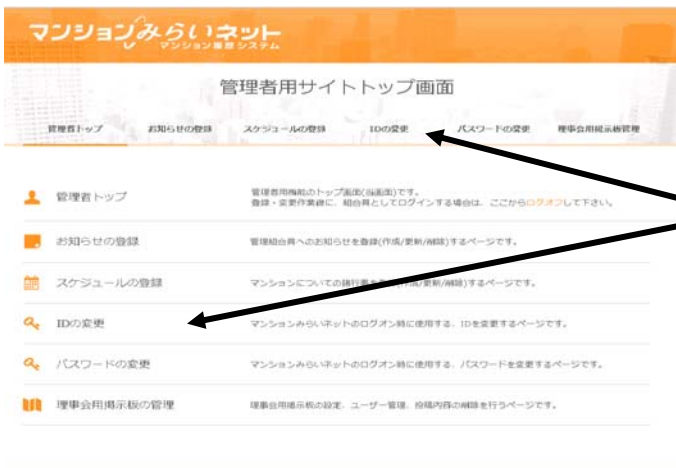 マンションみらいネット
マンション履歴システム
管理者用サイトトップ画面
管理者トップ お知らせの登録 スケジュールの登録 IDの変更 パスワードの変更 理事会用掲示板管理
管理者トップ 管理者用機能のトップ画面(当画面)です。
登録・変更作業後に、組合員としてログインする場合は、ここからログオフして下さい。
お知らせの登録 管理組合員へのお知らせを登録(作成/更新/削除)するページです。
スケジュールの登録 マンションについての諸行事を(作成/更新/削除)するページです。
IDの変更 マンションみらいネットのログオン時に使用する、IDを変更するページです。
パスワードの変更 マンションみらいネットのログオン時に使用する、パスワードを変更するページです。
理事会用掲示板の管理 理事会用掲示板の設定、ユーザー管理、投稿内容の削除を行うページです。